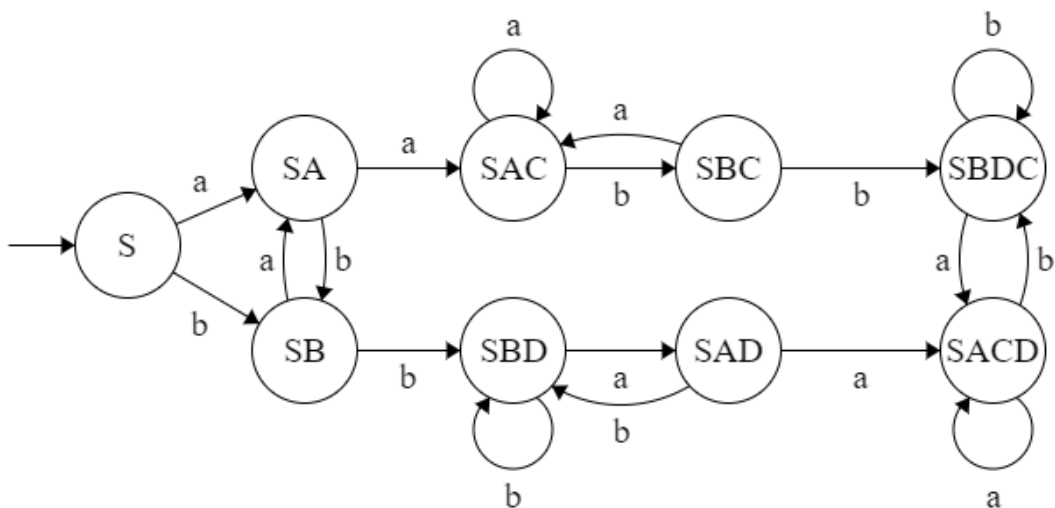 a b
SA a SAC a SBC SBDC
a b b
S a b a b
b SB SBD SAD SACD
b a a
b
b a